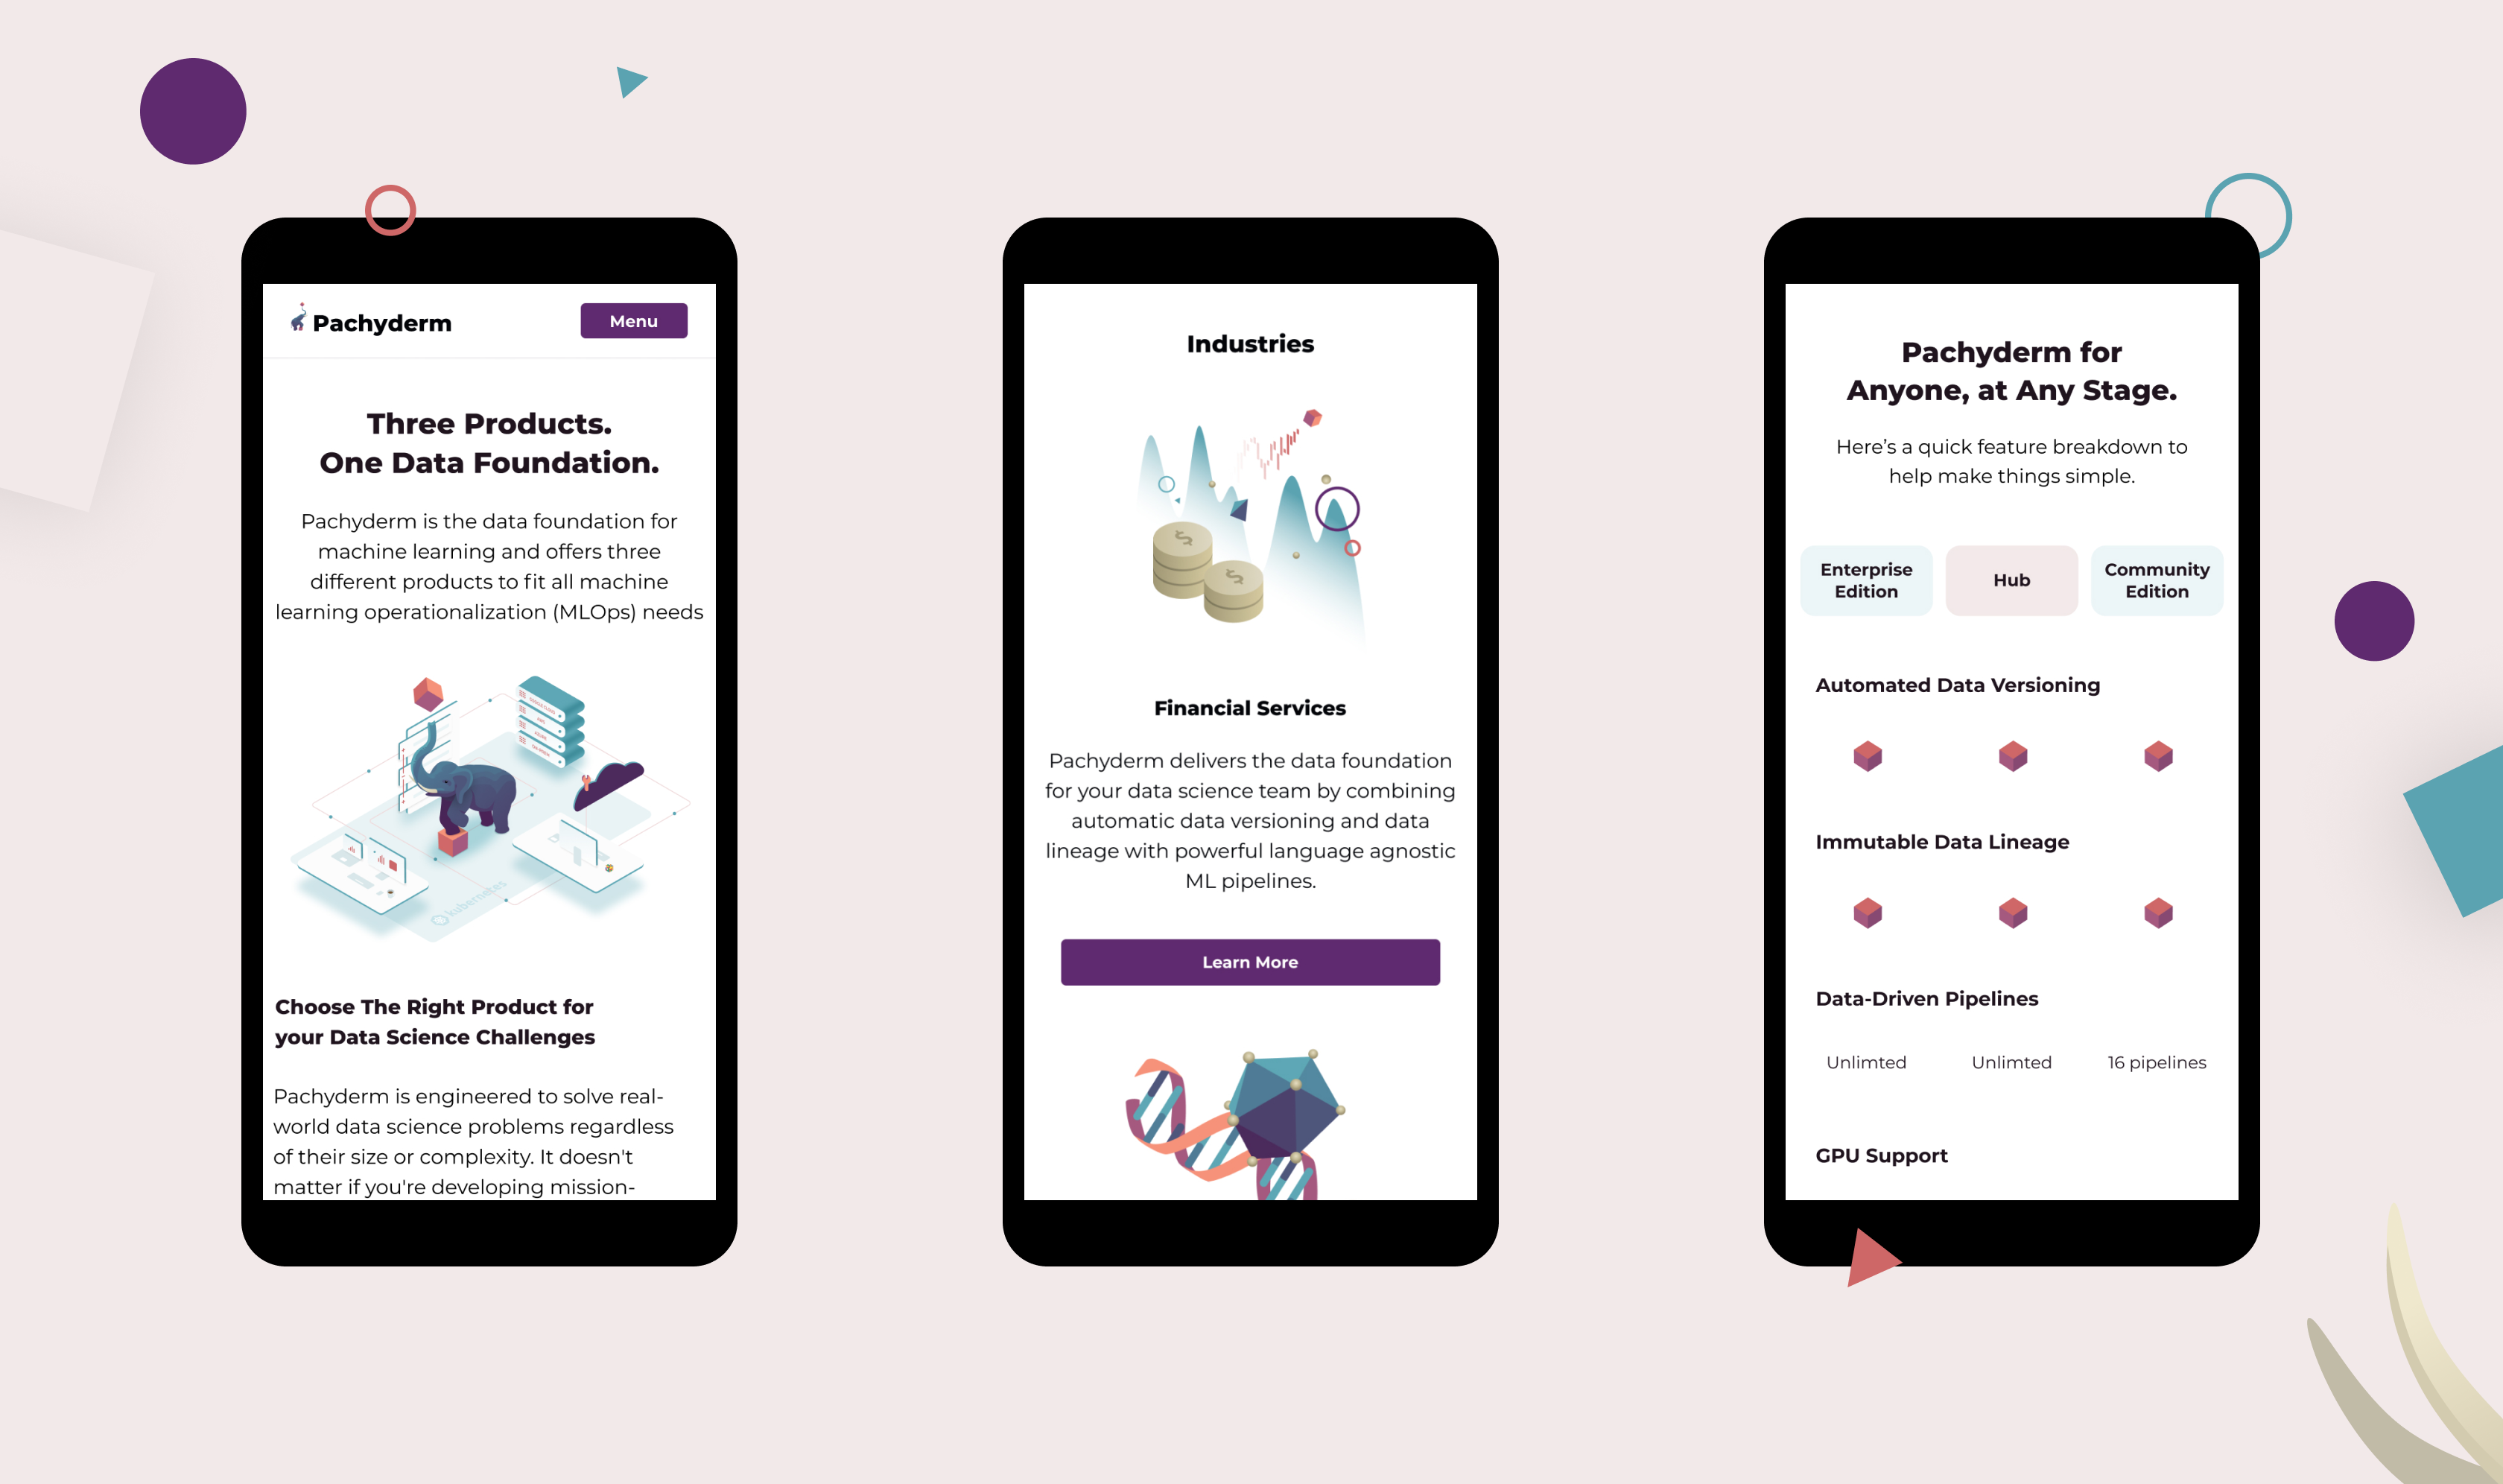 Pachyderm
Menu
Three Products.
One Data Foundation.
Pachyderm is the data foundation for
machine learning and offers three
different products to fit all machine
learning operationalization (MLOps) needs
kubernetes
Choose The Right Product for
your Data Science Challenges
Pachyderm is engineered to solve real-
world data science problems regardless
of their size or complexity. It doesn't
matter if you're developing mission-
Industries
$
$
Financial Services
Pachyderm delivers the data foundation
for your data science team by combining
automatic data versioning and data
lineage with powerful language agnostic
ML pipelines.
Learn More
Pachyderm for
Anyone, at Any Stage.
Here’s a quick feature breakdown to
help make things simple.
Enterprise
Edition
Hub
Community
Edition
Automated Data Versioning
Immutable Data Lineage
Data-Driven Pipelines
Unlimted
Unlimted
16 pipelines
GPU Support